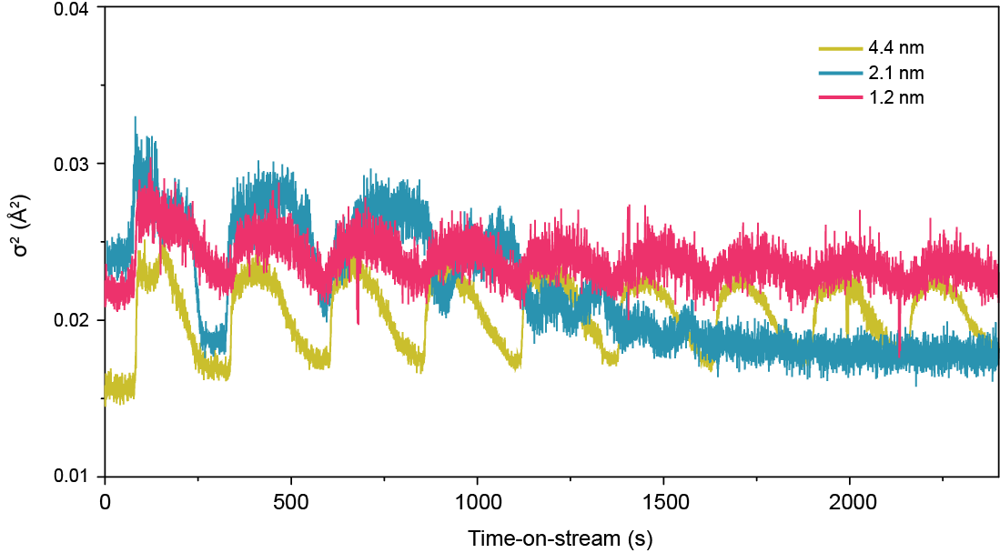 0.04
0.03
0.02
0.01
σ² (Å²)
4.4 nm
2.1 nm
1.2 nm
0 500 1000 1500 2000
Time-on-stream (s)